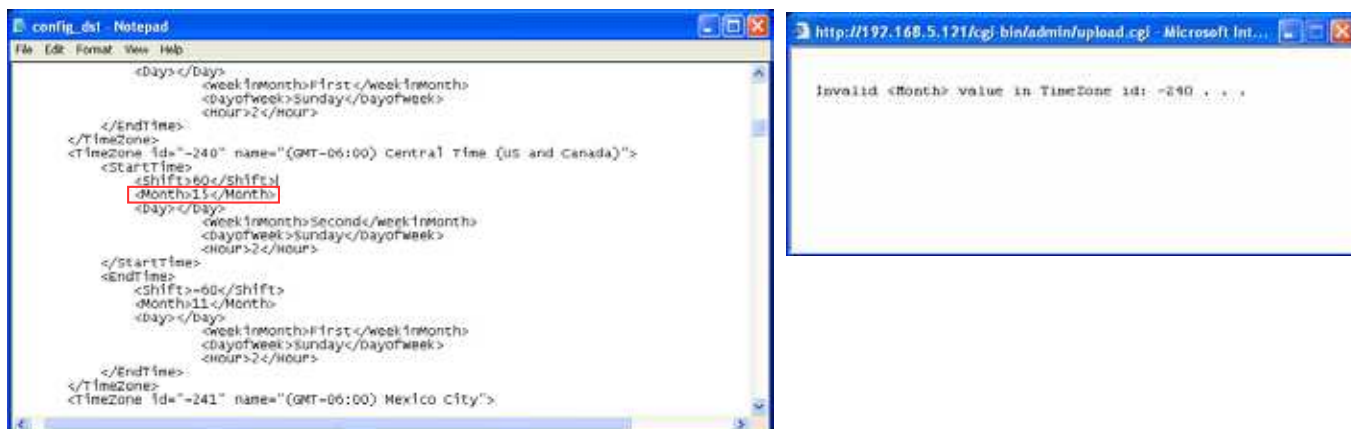 config_dst - Notepad
File Edit Format View Help
<Day></Day>
<WeekinMonth>First</WeekinMonth>
<DayofWeek>Sunday</DayofWeek>
<Hour>2</Hour>
</EndTime>
</TimeZone>
<TimeZone id="-240" name="(GMT-06:00) Central Time (US and Canada)">
<StartTime>
<Shift>60</Shift>
<Month>15</Month>
<Day></Day>
<WeekinMonth>Second</WeekinMonth>
<DayofWeek>Sunday</DayofWeek>
<Hour>2</Hour>
</StartTime>
<EndTime>
<Shift>-60</Shift>
<Month>11</Month>
<Day></Day>
<WeekinMonth>First</WeekinMonth>
<DayofWeek>Sunday</DayofWeek>
<Hour>2</Hour>
</EndTime>
</TimeZone>
<TimeZone id="-241" name="(GMT-06:00) Mexico City">
http://192.168.5.121/cgi-bin/admin/upload.cgi - Microsoft Int...
Invalid <Month> value in TimeZone id: -240 . . .